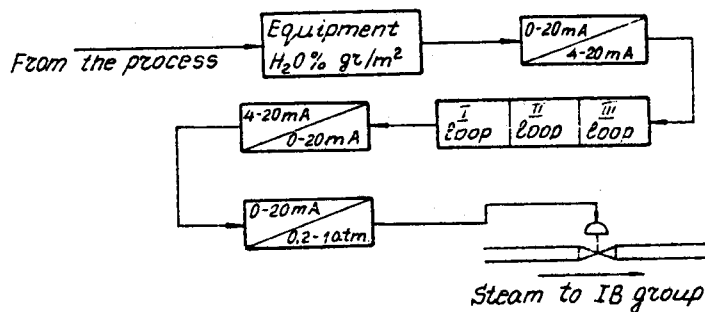 From the process
Equipment
H₂O% gr/m²
0-20mA
4-20mA
I
loop
II
loop
III
loop
4-20mA
0-20mA
0-20mA
0.2-1atm.
Steam to IB group